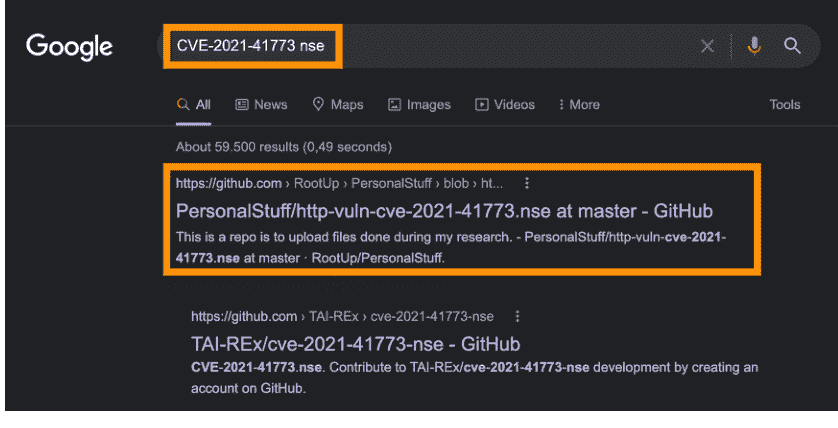 Google
CVE-2021-41773 nse
All News Maps Images Videos More Tools
About 59.500 results (0,49 seconds)
https://github.com › RootUp › PersonalStuff › blob › ht...
PersonalStuff/http-vuln-cve-2021-41773.nse at master - GitHub
This is a repo is to upload files done during my research. - PersonalStuff/http-vuln-cve-2021-
41773.nse at master · RootUp/PersonalStuff.
https://github.com › TAI-REx › cve-2021-41773-nse
TAI-REx/cve-2021-41773-nse - GitHub
CVE-2021-41773.nse. Contribute to TAI-REx/cve-2021-41773-nse development by creating an
account on GitHub.